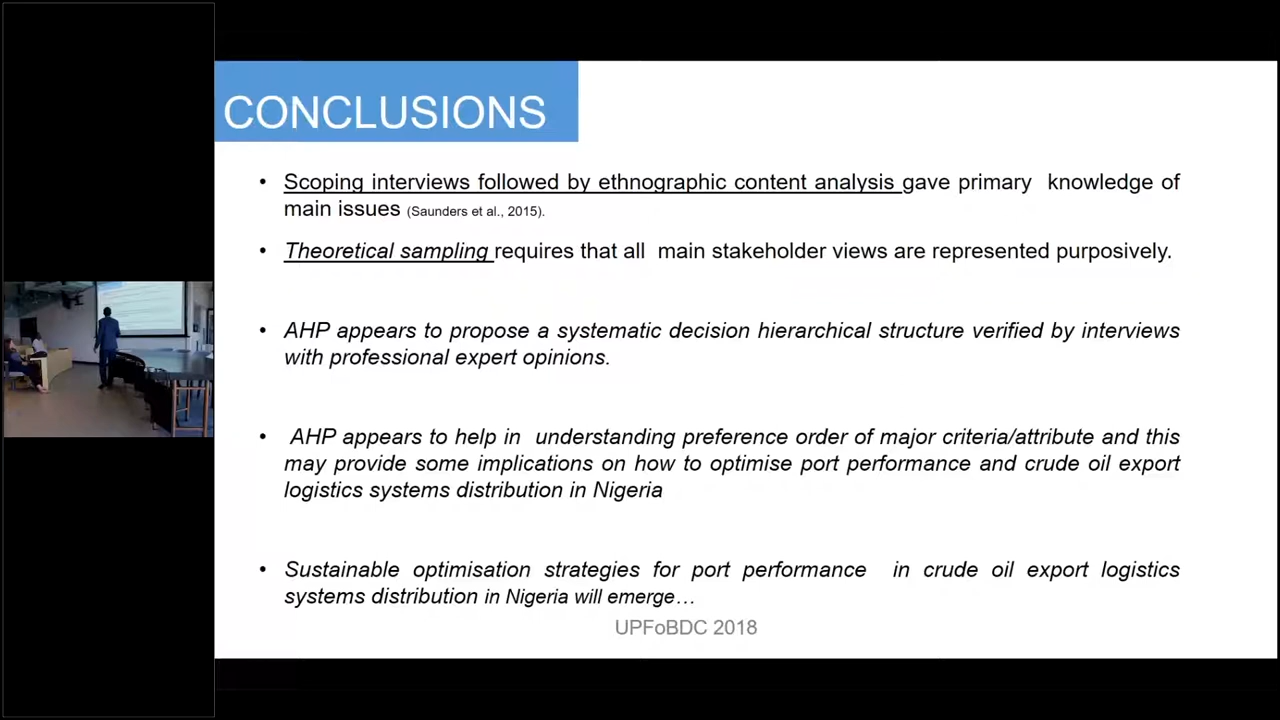 CONCLUSIONS
• Scoping interviews followed by ethnographic content analysis gave primary knowledge of
main issues (Saunders et al., 2015).
• Theoretical sampling requires that all main stakeholder views are represented purposively.
• AHP appears to propose a systematic decision hierarchical structure verified by interviews
with professional expert opinions.
• AHP appears to help in understanding preference order of major criteria/attribute and this
may provide some implications on how to optimise port performance and crude oil export
logistics systems distribution in Nigeria
• Sustainable optimisation strategies for port performance in crude oil export logistics
systems distribution in Nigeria will emerge…
UPFoBDC 2018